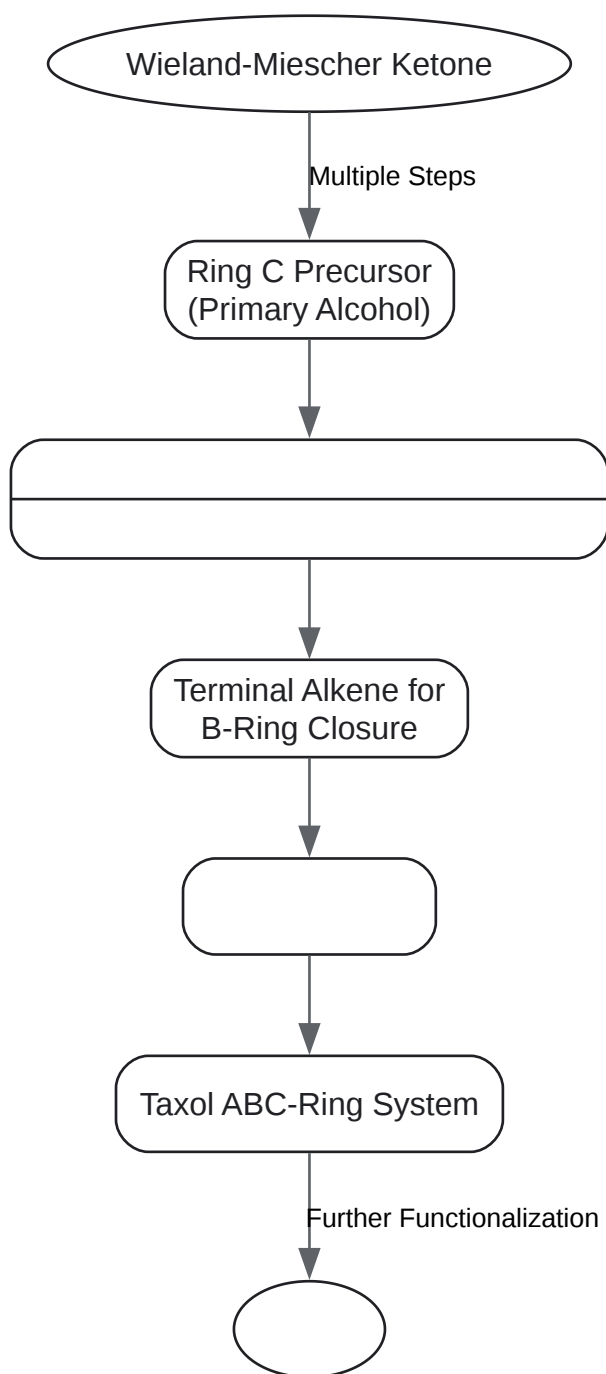 Wieland-Miescher Ketone
Multiple Steps
Ring C Precursor
(Primary Alcohol)
Terminal Alkene for
B-Ring Closure
Taxol ABC-Ring System
Further Functionalization